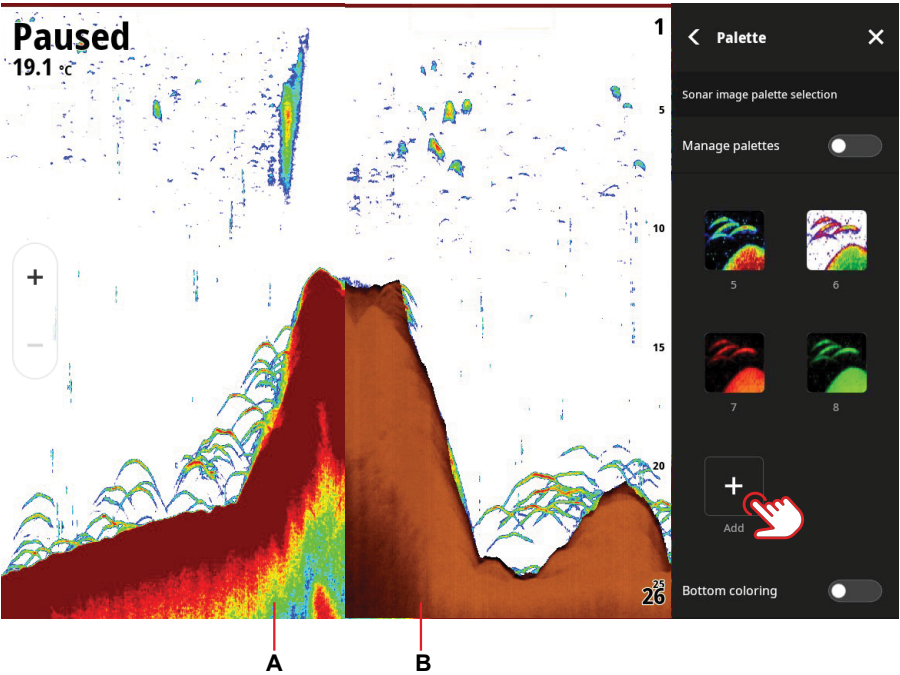 Paused
19.1 °C
1
5
10
15
20
25
26
Palette
Sonar image palette selection
Manage palettes
5 6
7 8
Add
Bottom coloring
A B